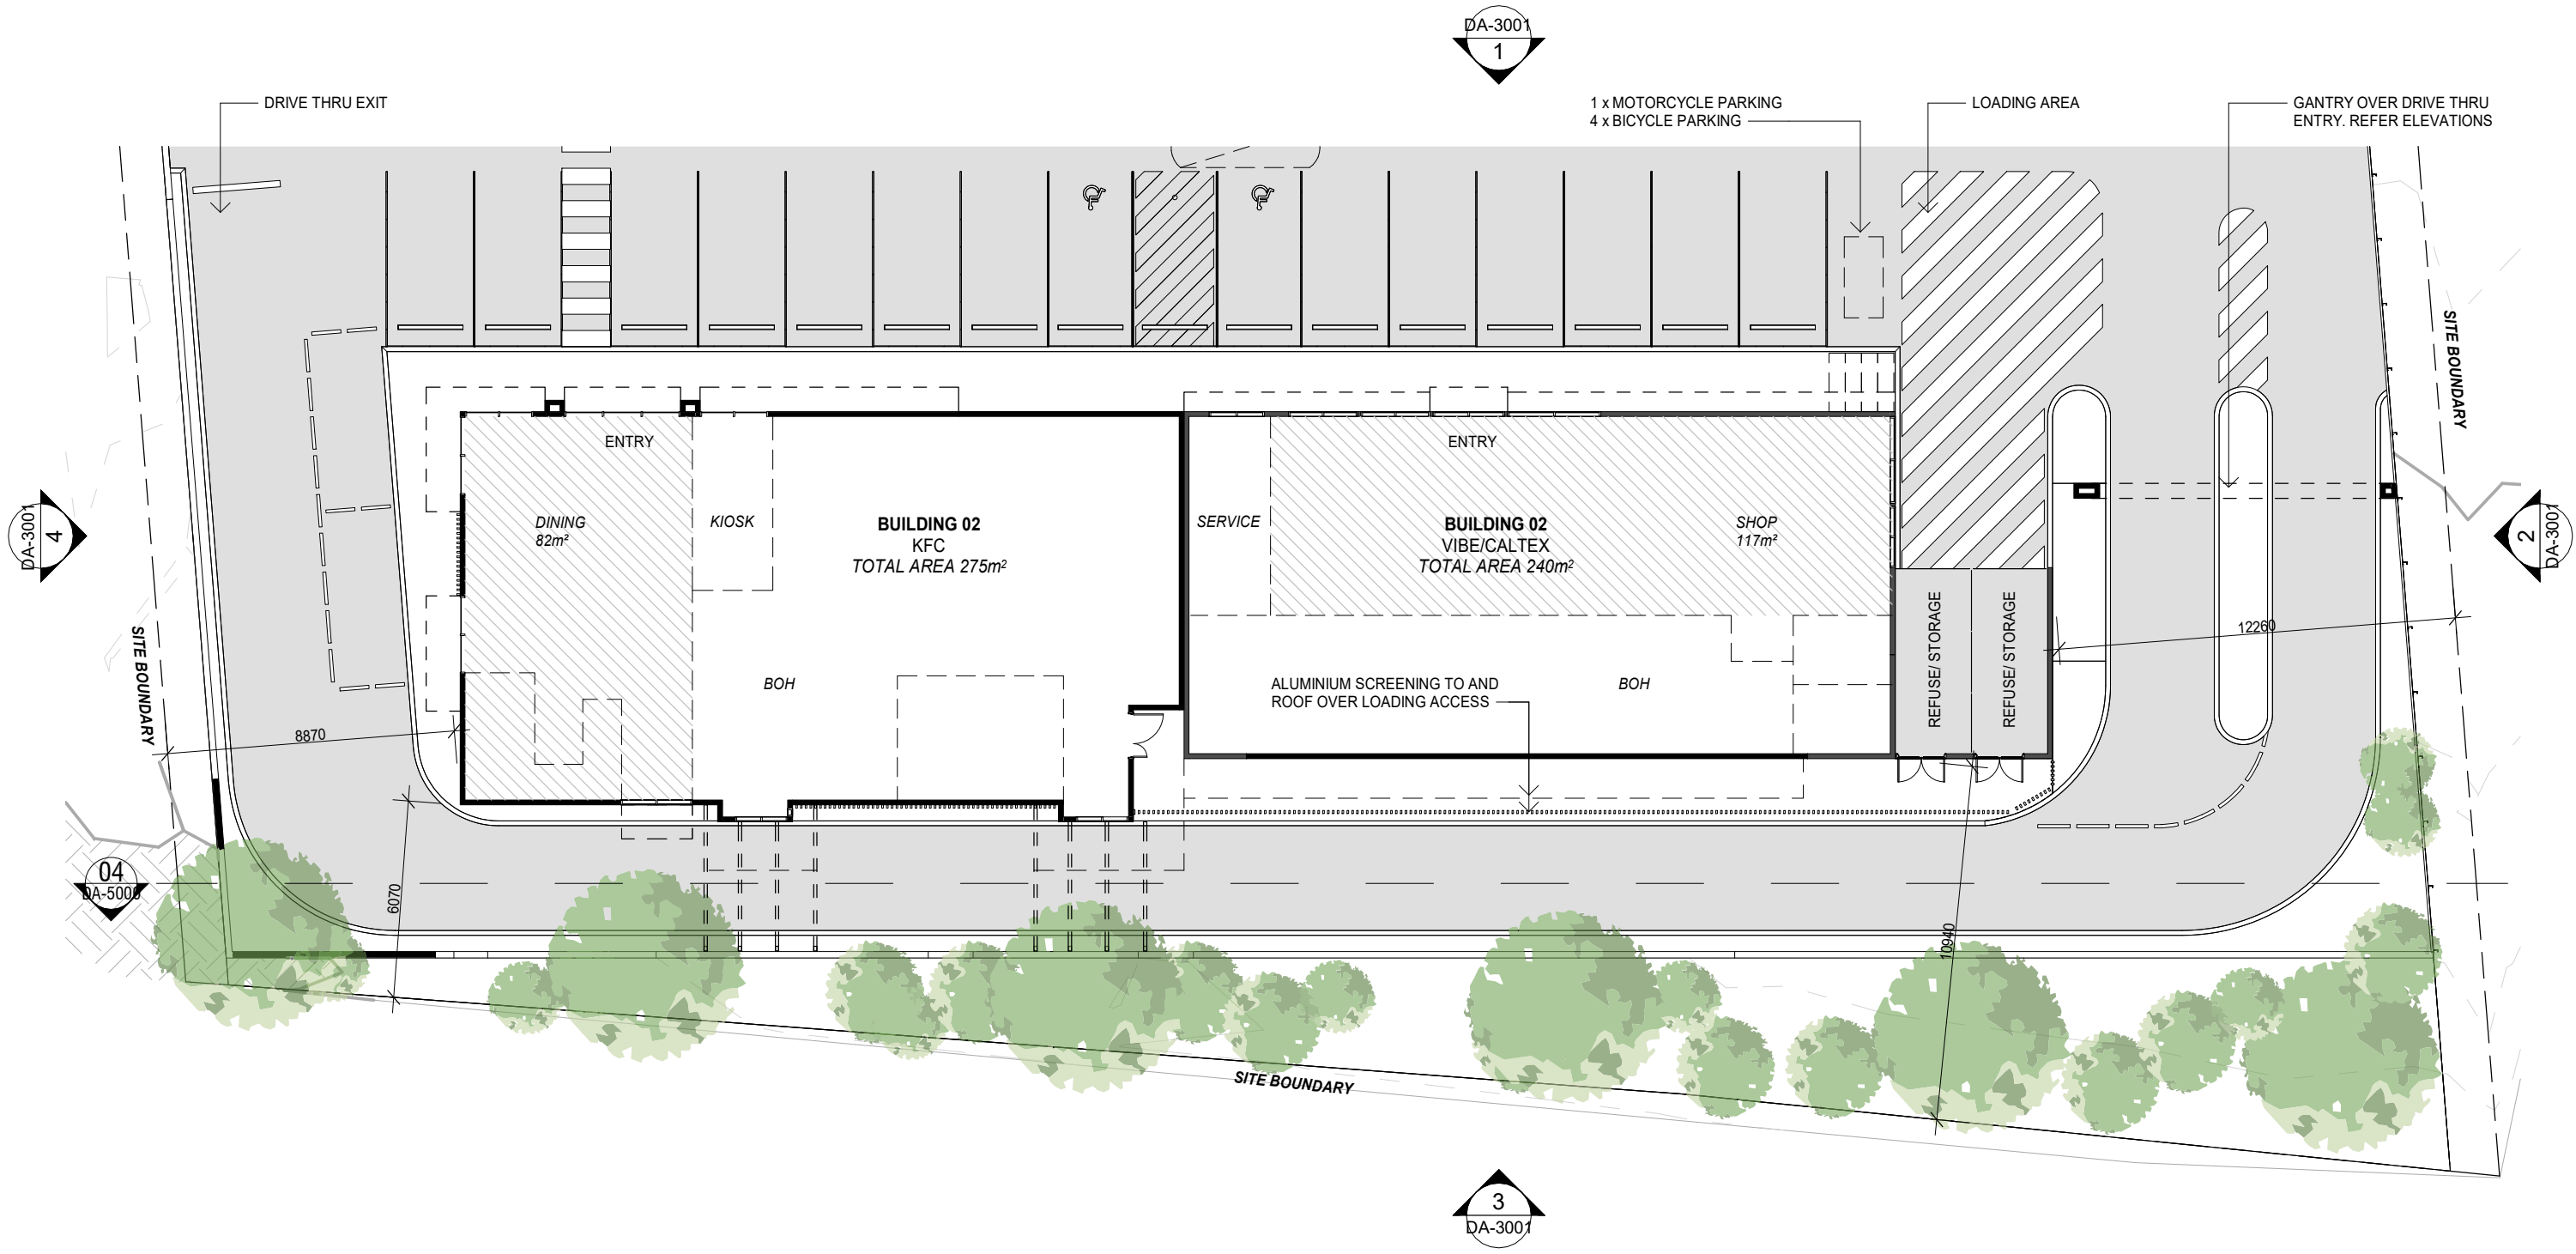 DA-3001
1
DRIVE THRU EXIT
1 x MOTORCYCLE PARKING
4 x BICYCLE PARKING
LOADING AREA
GANTRY OVER DRIVE THRU
ENTRY. REFER ELEVATIONS
SITE BOUNDARY
ENTRY
ENTRY
DINING
82m²
KIOSK
BUILDING 02
KFC
TOTAL AREA 275m²
SERVICE
BUILDING 02
VIBE/CALTEX
TOTAL AREA 240m²
SHOP
117m²
DA-3001
4
2
DA-3001
REFUSE/ STORAGE
REFUSE/ STORAGE
12260
SITE BOUNDARY
BOH
ALUMINIUM SCREENING TO AND
ROOF OVER LOADING ACCESS
BOH
8870
04
DA-5000
6070
10940
SITE BOUNDARY
3
DA-3001